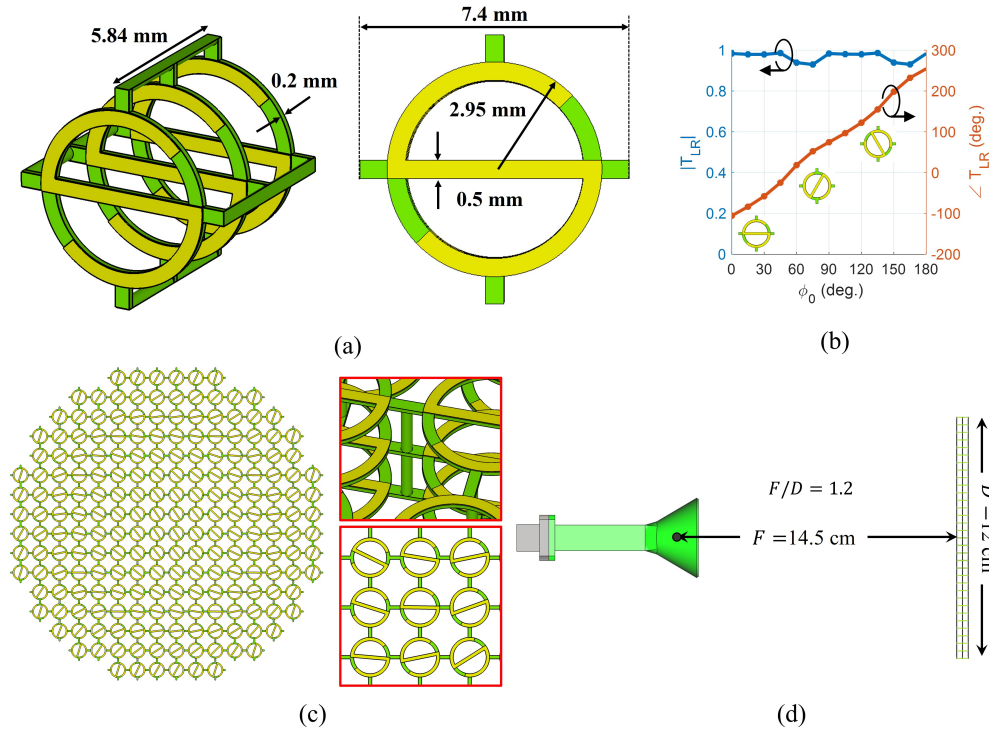 5.84 mm
0.2 mm
7.4 mm
2.95 mm
0.5 mm
(a)
|T_LR|
1
0.8
0.6
0.4
0.2
0
300
200
100
0
-100
-200
∠ T_LR (deg.)
0 30 60 90 120 150 180
ϕ_0 (deg.)
(b)
(c)
F/D = 1.2
F =14.5 cm
D = 12 cm
(d)